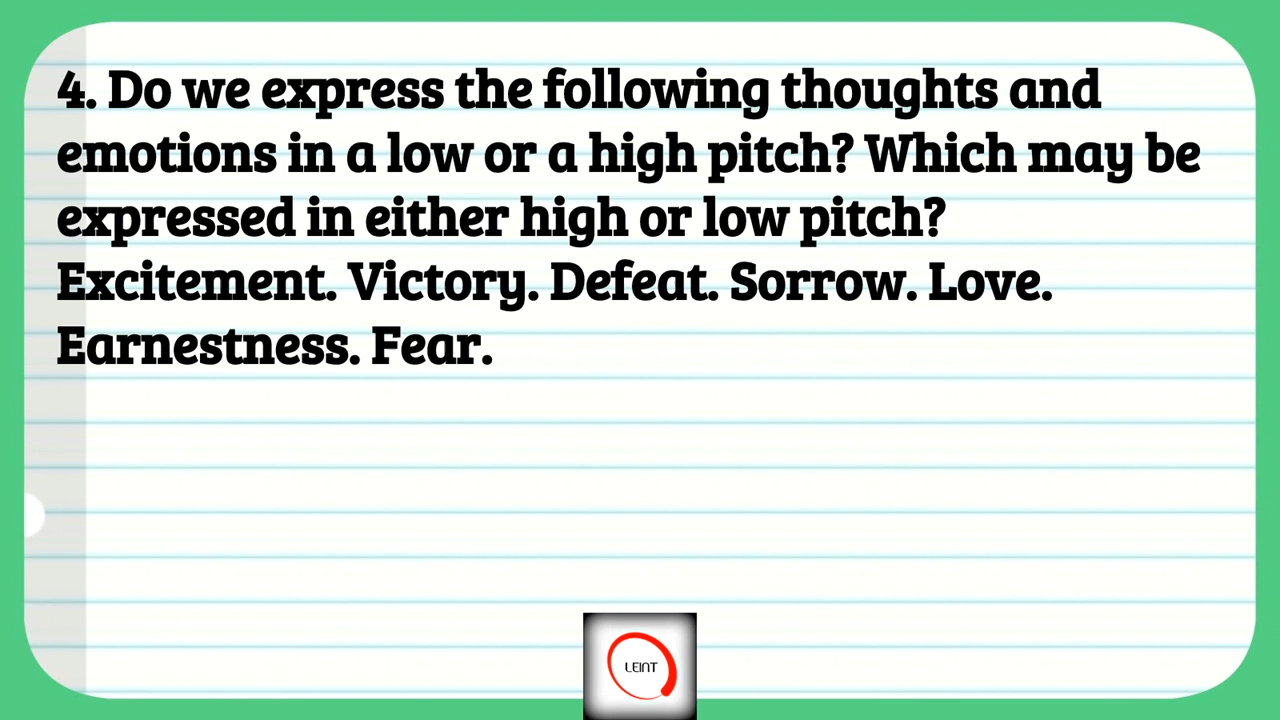 4. Do we express the following thoughts and
emotions in a low or a high pitch? Which may be
expressed in either high or low pitch?
Excitement. Victory. Defeat. Sorrow. Love.
Earnestness. Fear.
LEINT